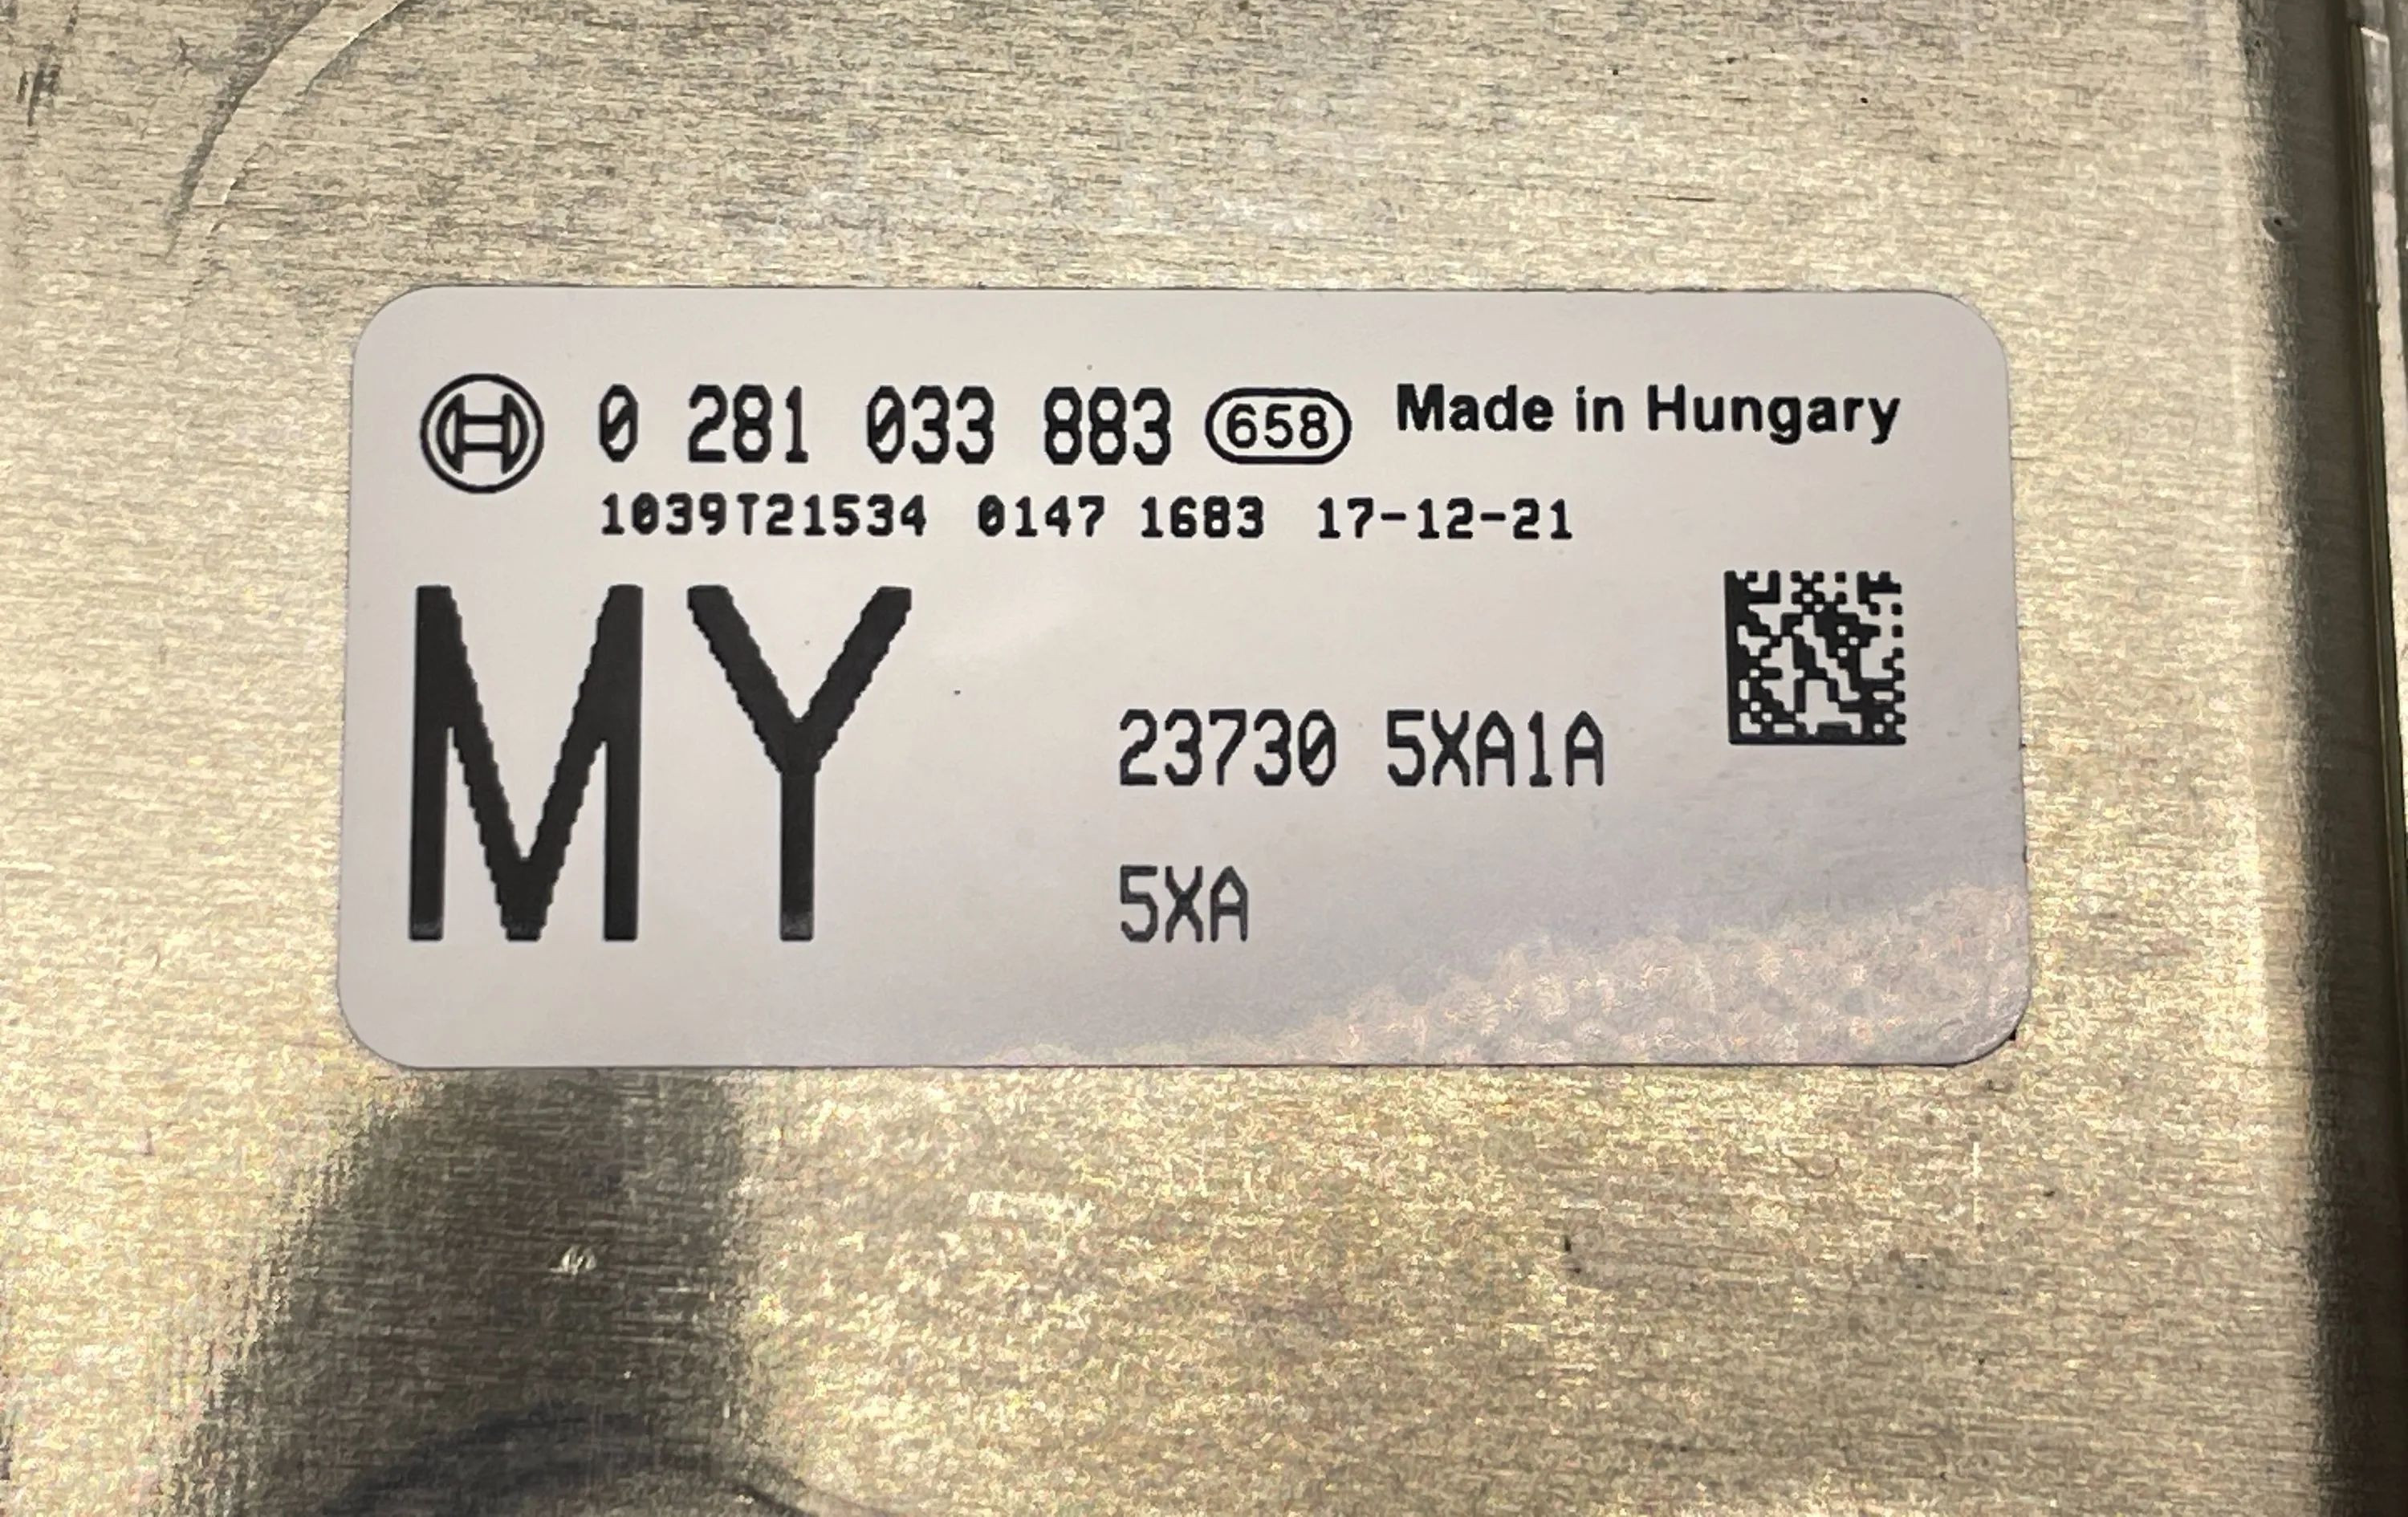 0 281 033 883 658 Made in Hungary
1039T21534 0147 1683 17-12-21
MY
23730 5XA1A
5XA